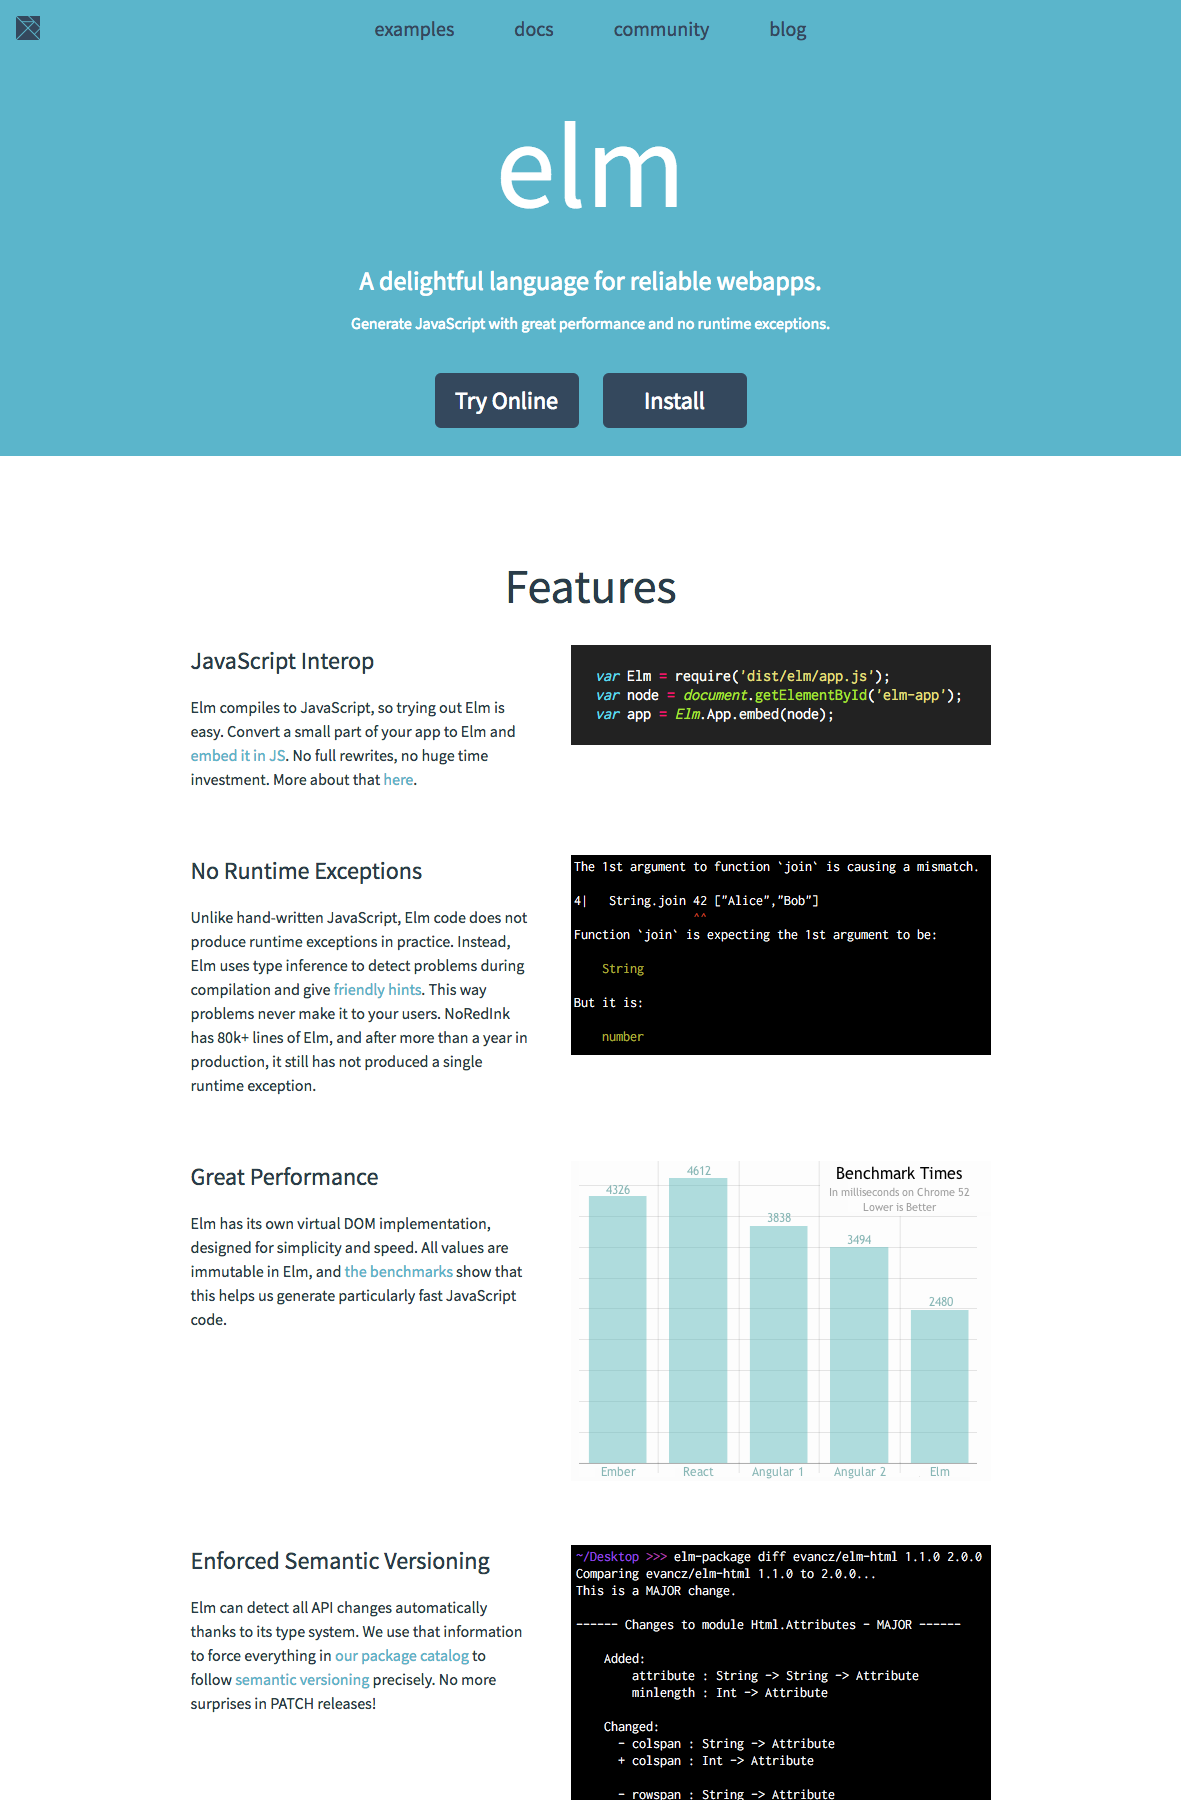 examples docs community blog
elm
A delightful language for reliable webapps.
Generate JavaScript with great performance and no runtime exceptions.
Try Online Install
Features
JavaScript Interop
Elm compiles to JavaScript, so trying out Elm is
easy. Convert a small part of your app to Elm and
embed it in JS. No full rewrites, no huge time
investment. More about that here.
var Elm = require('dist/elm/app.js');
var node = document.getElementById('elm-app');
var app = Elm.App.embed(node);
No Runtime Exceptions
Unlike hand-written JavaScript, Elm code does not
produce runtime exceptions in practice. Instead,
Elm uses type inference to detect problems during
compilation and give friendly hints. This way
problems never make it to your users. NoRedInk
has 80k+ lines of Elm, and after more than a year in
production, it still has not produced a single
runtime exception.
The 1st argument to function `join` is causing a mismatch.
4|   String.join 42 ["Alice","Bob"]
^^
Function `join` is expecting the 1st argument to be:
String
But it is:
number
Great Performance
Elm has its own virtual DOM implementation,
designed for simplicity and speed. All values are
immutable in Elm, and the benchmarks show that
this helps us generate particularly fast JavaScript
code.
Benchmark Times
In milliseconds on Chrome 52
Lower is Better
4326 4612 3838 3494 2480
Ember React Angular 1 Angular 2 Elm
Enforced Semantic Versioning
Elm can detect all API changes automatically
thanks to its type system. We use that information
to force everything in our package catalog to
follow semantic versioning precisely. No more
surprises in PATCH releases!
~/Desktop >>> elm-package diff evancz/elm-html 1.1.0 2.0.0
Comparing evancz/elm-html 1.1.0 to 2.0.0...
This is a MAJOR change.
------ Changes to module Html.Attributes - MAJOR ------
Added:
attribute : String -> String -> Attribute
minlength : Int -> Attribute
Changed:
- colspan : String -> Attribute
+ colspan : Int -> Attribute
- rowspan : String -> Attribute